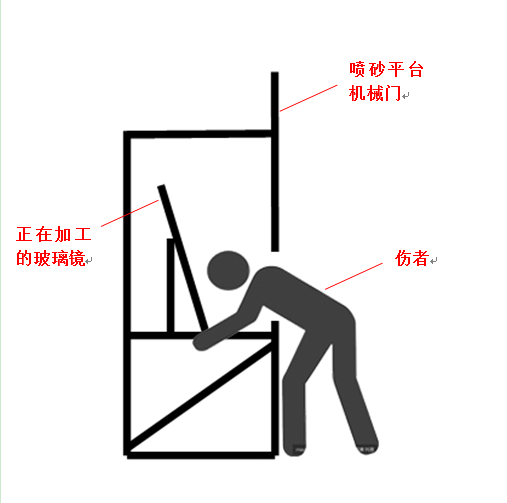 喷砂平台
机械门
正在加工
的玻璃镜
伤者